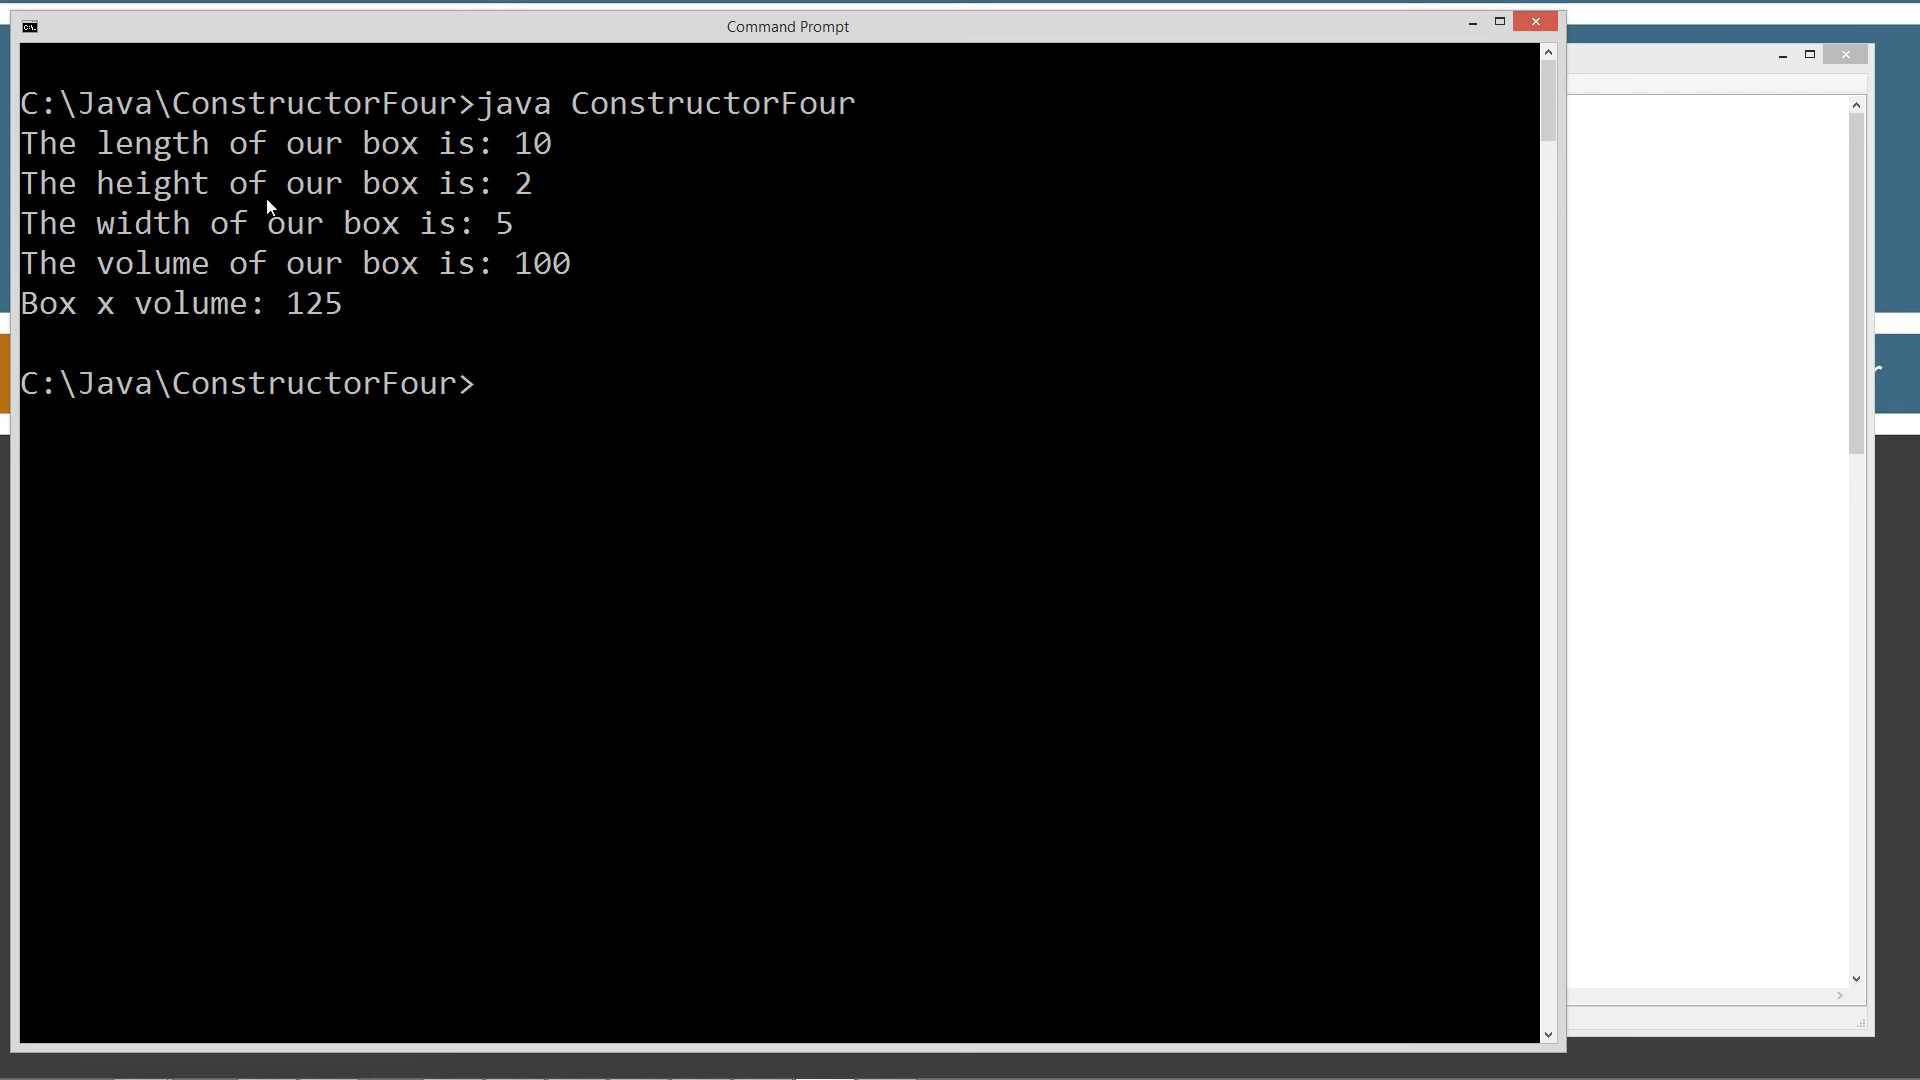 Command Prompt
C:\Java\ConstructorFour>java ConstructorFour
The length of our box is: 10
The height of our box is: 2
The width of our box is: 5
The volume of our box is: 100
Box x volume: 125
C:\Java\ConstructorFour>
r